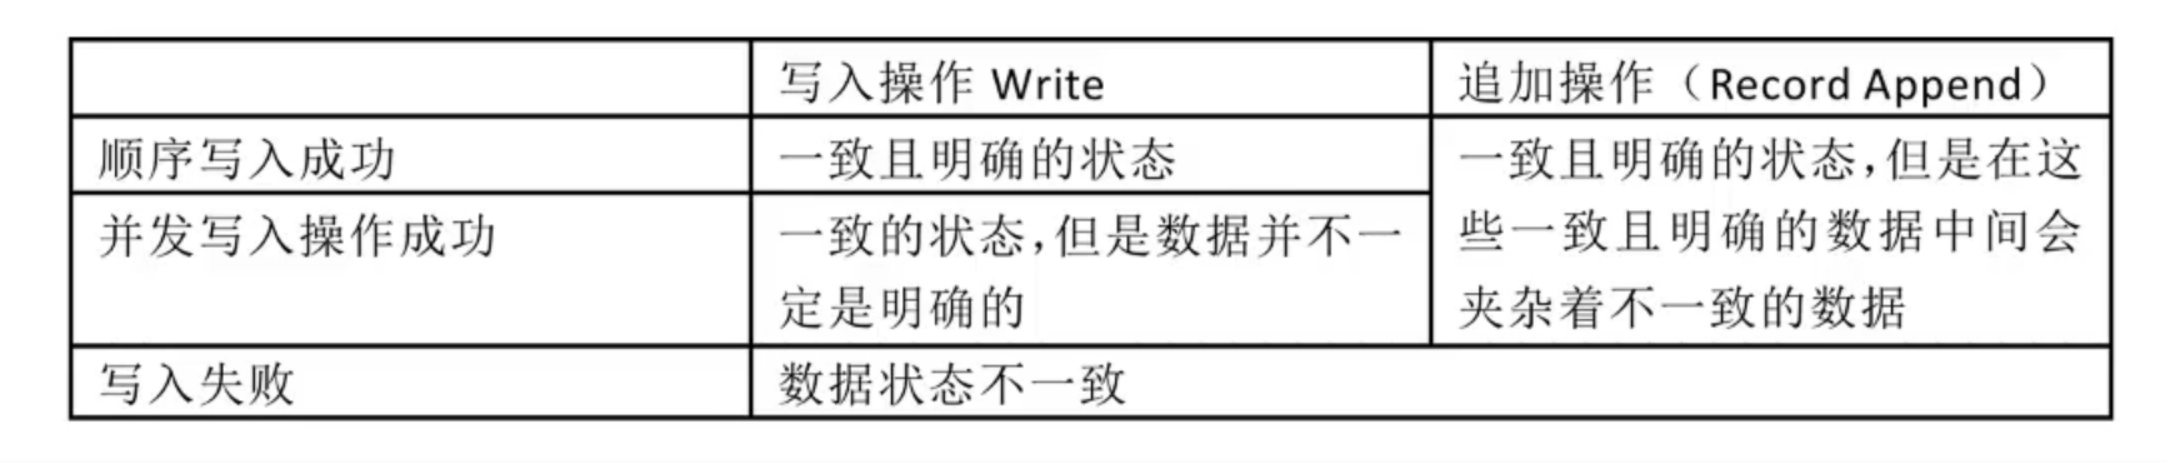 写入操作 Write
追加操作（Record Append）
顺序写入成功
一致且明确的状态
一致且明确的状态,但是在这
些一致且明确的数据中间会
夹杂着不一致的数据
并发写入操作成功
一致的状态,但是数据并不一
定是明确的
写入失败
数据状态不一致